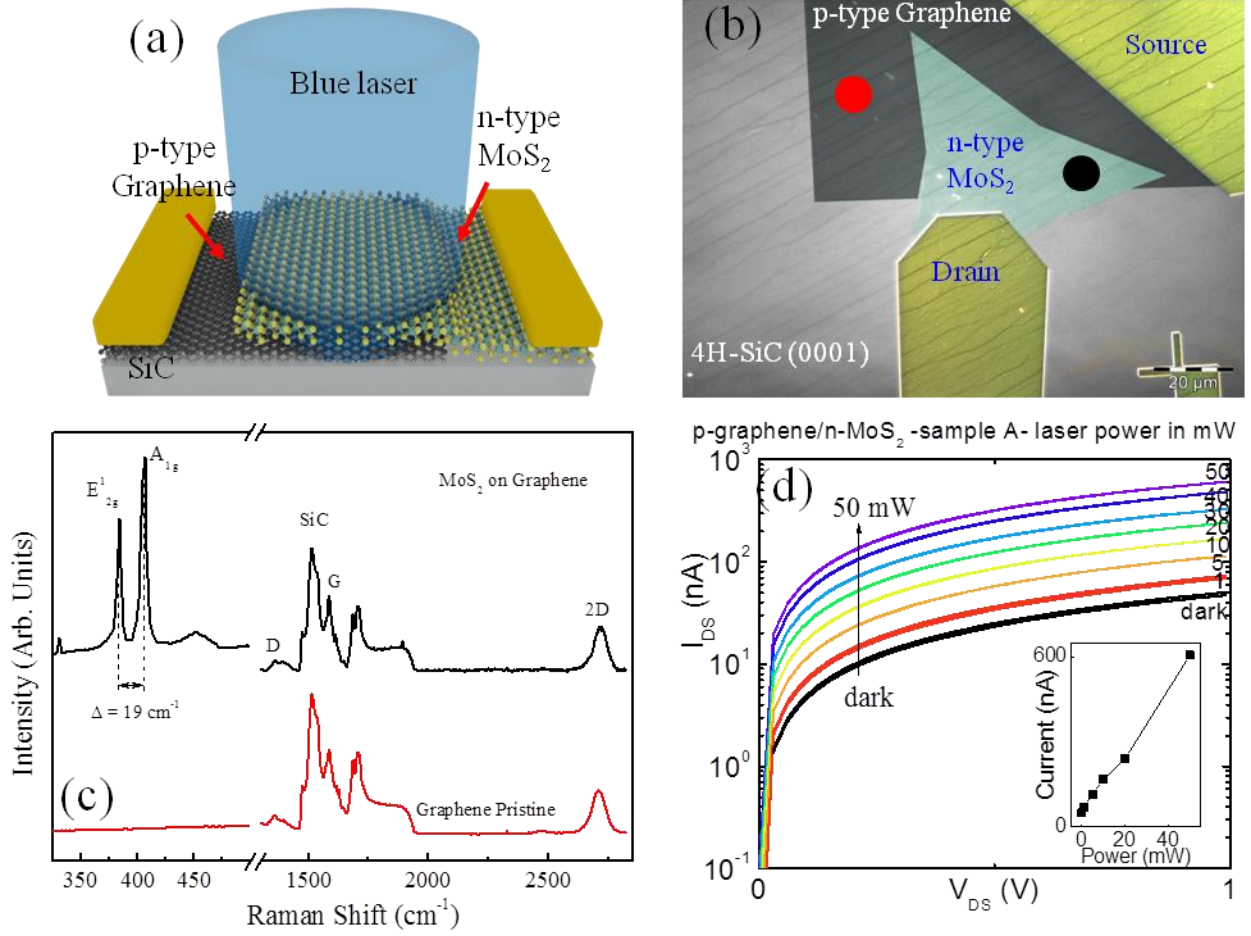 (a)
Blue laser
n-type
MoS₂
p-type
Graphene
SiC
(b)
p-type Graphene
Source
n-type
MoS₂
Drain
4H-SiC (0001)
20 µm
(c)
Intensity (Arb. Units)
E¹₂g
A₁g
MoS₂ on Graphene
SiC
G
D
2D
Δ = 19 cm⁻¹
Graphene Pristine
350 400 450 1500 2000 2500
Raman Shift (cm⁻¹)
p-graphene/n-MoS₂ -sample A- laser power in mW
(d)
I_DS (nA)
10³
10²
10¹
10⁰
10⁻¹
50 mW
dark
50
40
30
20
10
5
1
dark
Current (nA)
600
0
0 20 40
Power (mW)
0 1
V_DS (V)